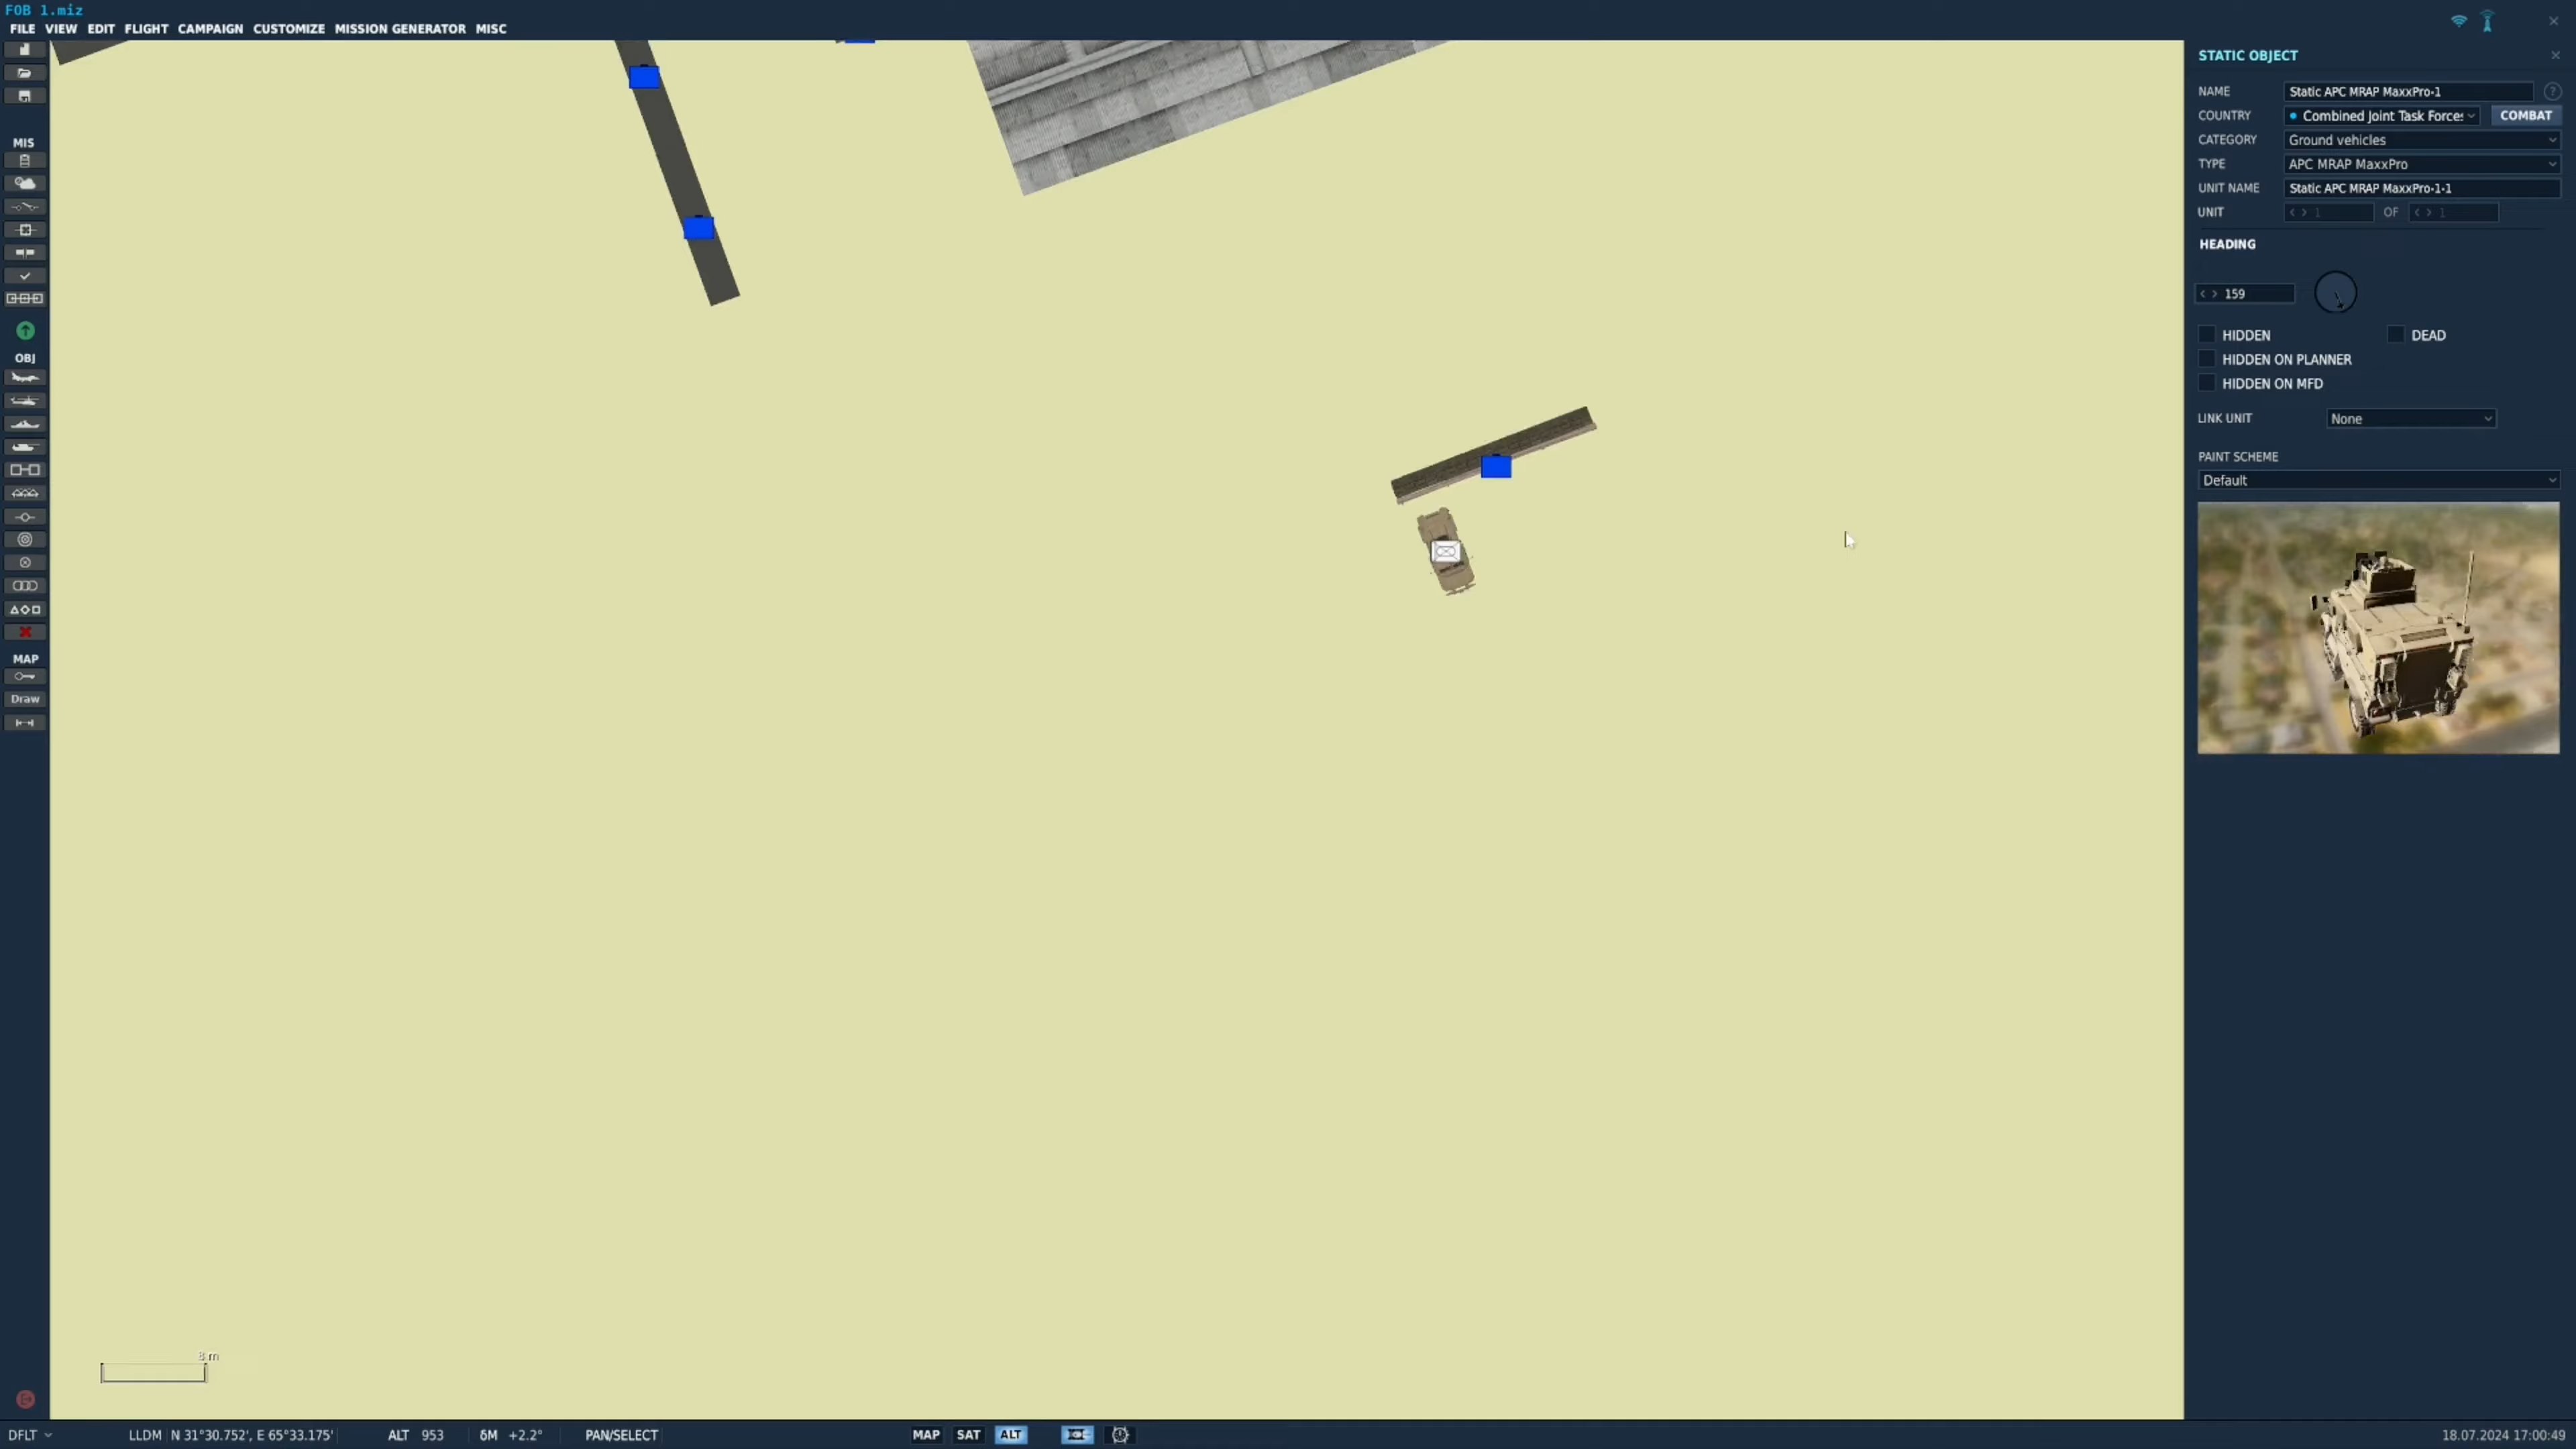 FOB 1.miz
FILE VIEW EDIT FLIGHT CAMPAIGN CUSTOMIZE MISSION GENERATOR MISC
MIS
OBJ
MAP
Draw
STATIC OBJECT
NAME Static APC MRAP MaxxPro-1 ?
COUNTRY Combined Joint Task Forces COMBAT
CATEGORY Ground vehicles
TYPE APC MRAP MaxxPro
UNIT NAME Static APC MRAP MaxxPro-1-1
UNIT < > 1 OF < > 1
HEADING
< > 159
HIDDEN DEAD
HIDDEN ON PLANNER
HIDDEN ON MFD
LINK UNIT None
PAINT SCHEME
Default
8 m
DFLT LLDM N 31°30.752', E 65°33.175' ALT 953 δM +2.2° PAN/SELECT MAP SAT ALT 18.07.2024 17:00:49